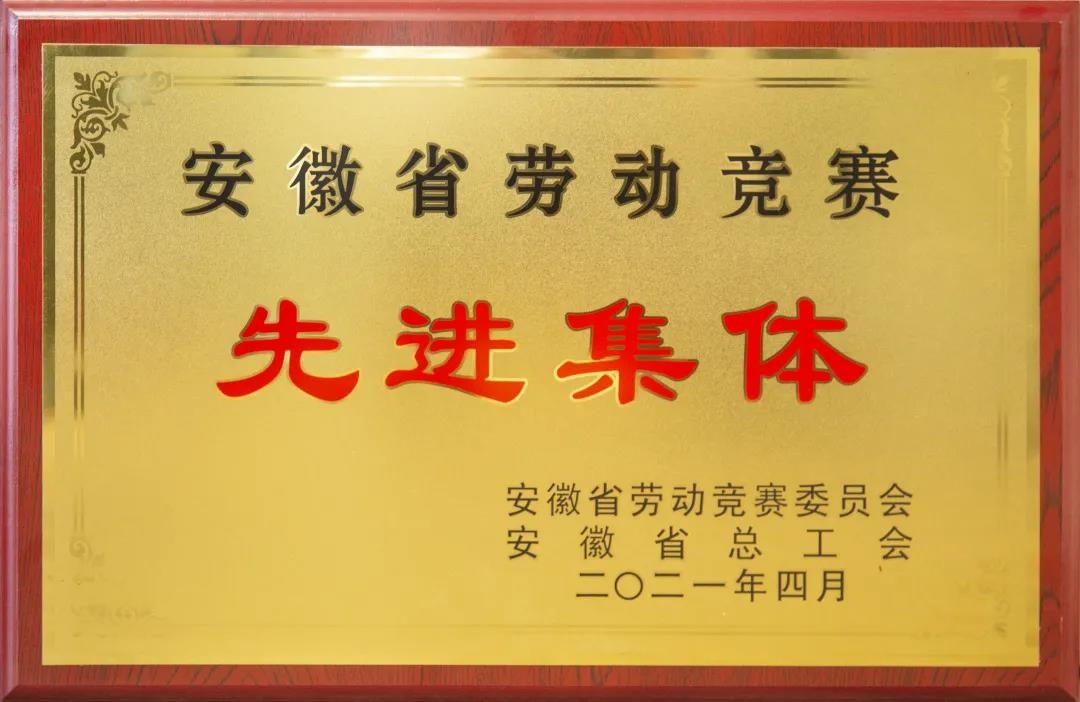 安徽省劳动竞赛
先进集体
安徽省劳动竞赛委员会
安徽省总工会
二〇二一年四月